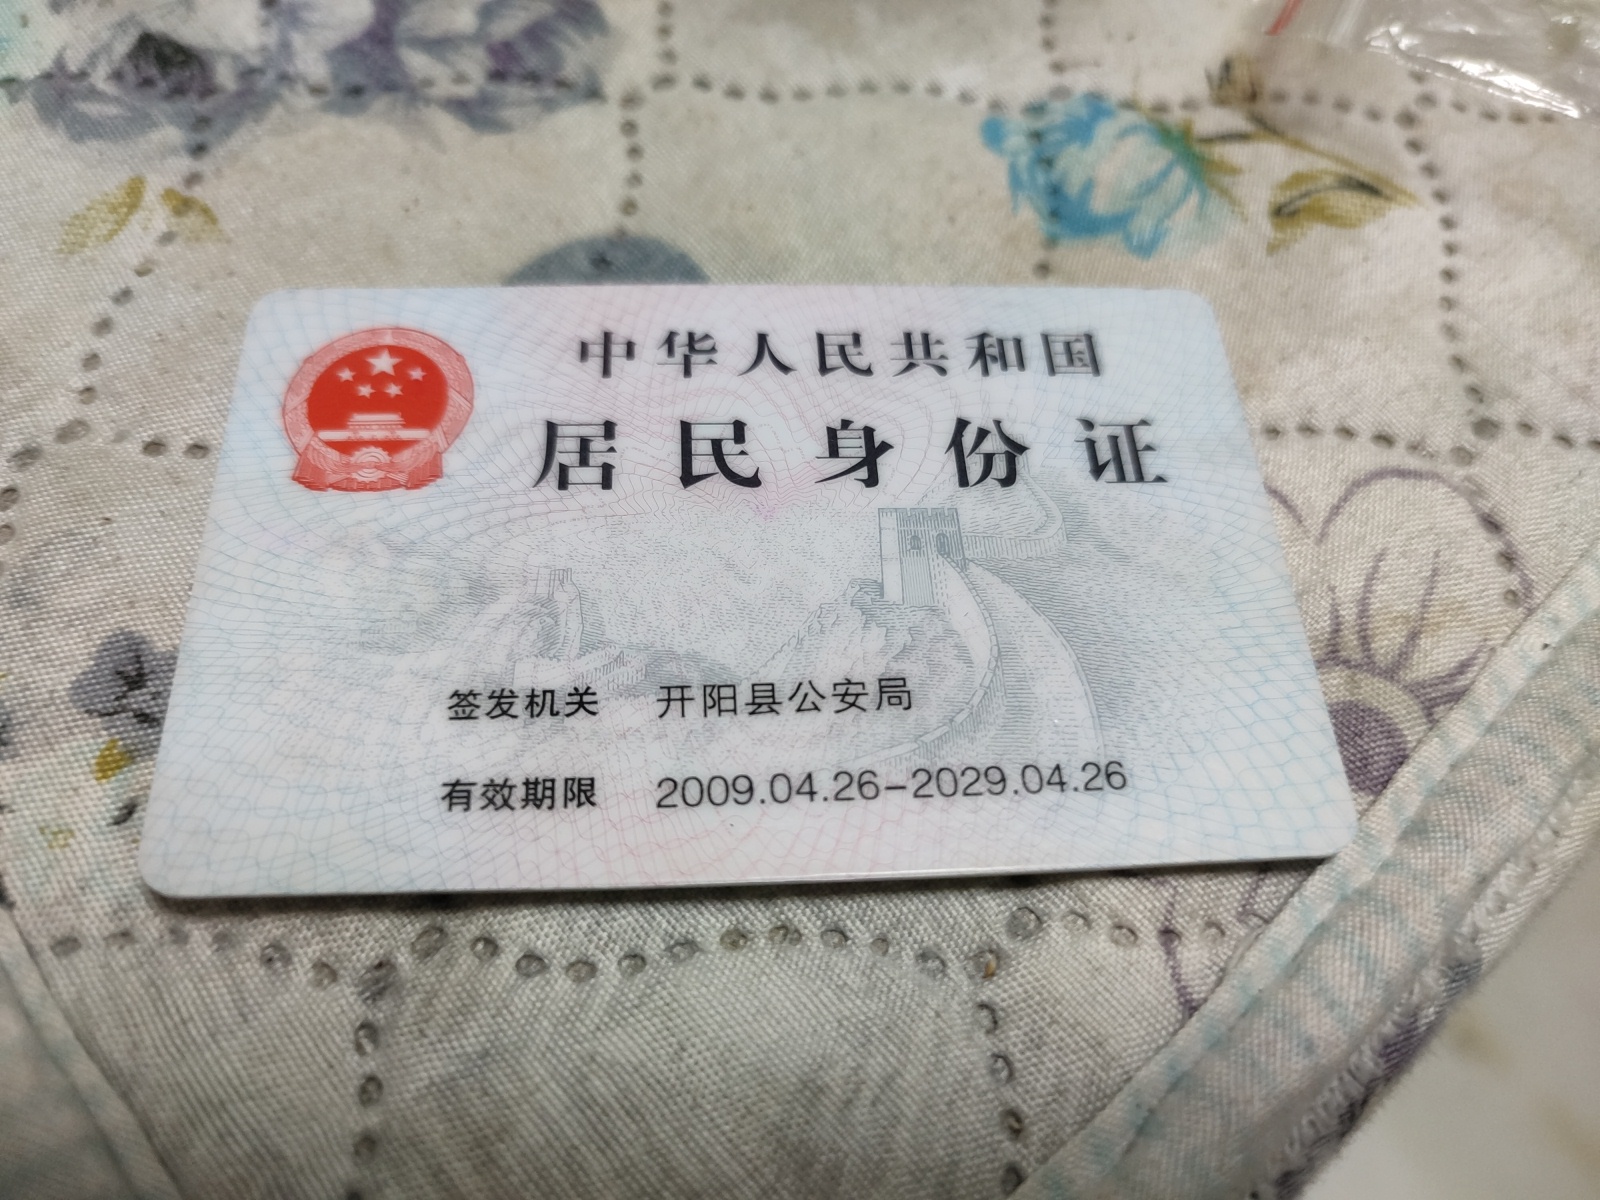 中华人民共和国
居民身份证
签发机关 开阳县公安局
有效期限 2009.04.26-2029.04.26